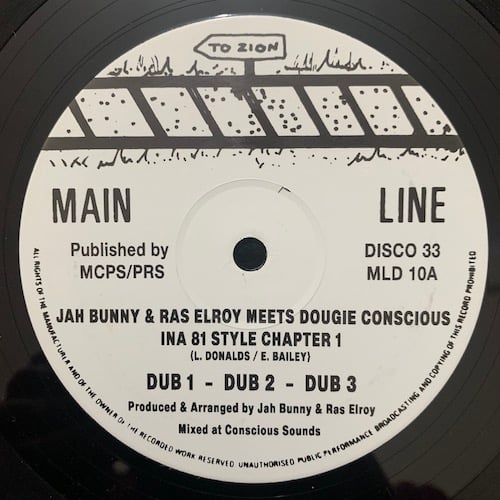 TO ZION
MAIN LINE
Published by
MCPS/PRS
DISCO 33
MLD 10A
JAH BUNNY & RAS ELROY MEETS DOUGIE CONSCIOUS
INA 81 STYLE CHAPTER 1
(L. DONALDS / E. BAILEY)
DUB 1 - DUB 2 - DUB 3
Produced & Arranged by Jah Bunny & Ras Elroy
Mixed at Conscious Sounds
ALL RIGHTS OF THE MANUFACTURER AND OF THE OWNER OF THE RECORDED WORK RESERVED UNAUTHORISED PUBLIC PERFORMANCE BROADCASTING AND COPYING OF THIS RECORD PROHIBITED